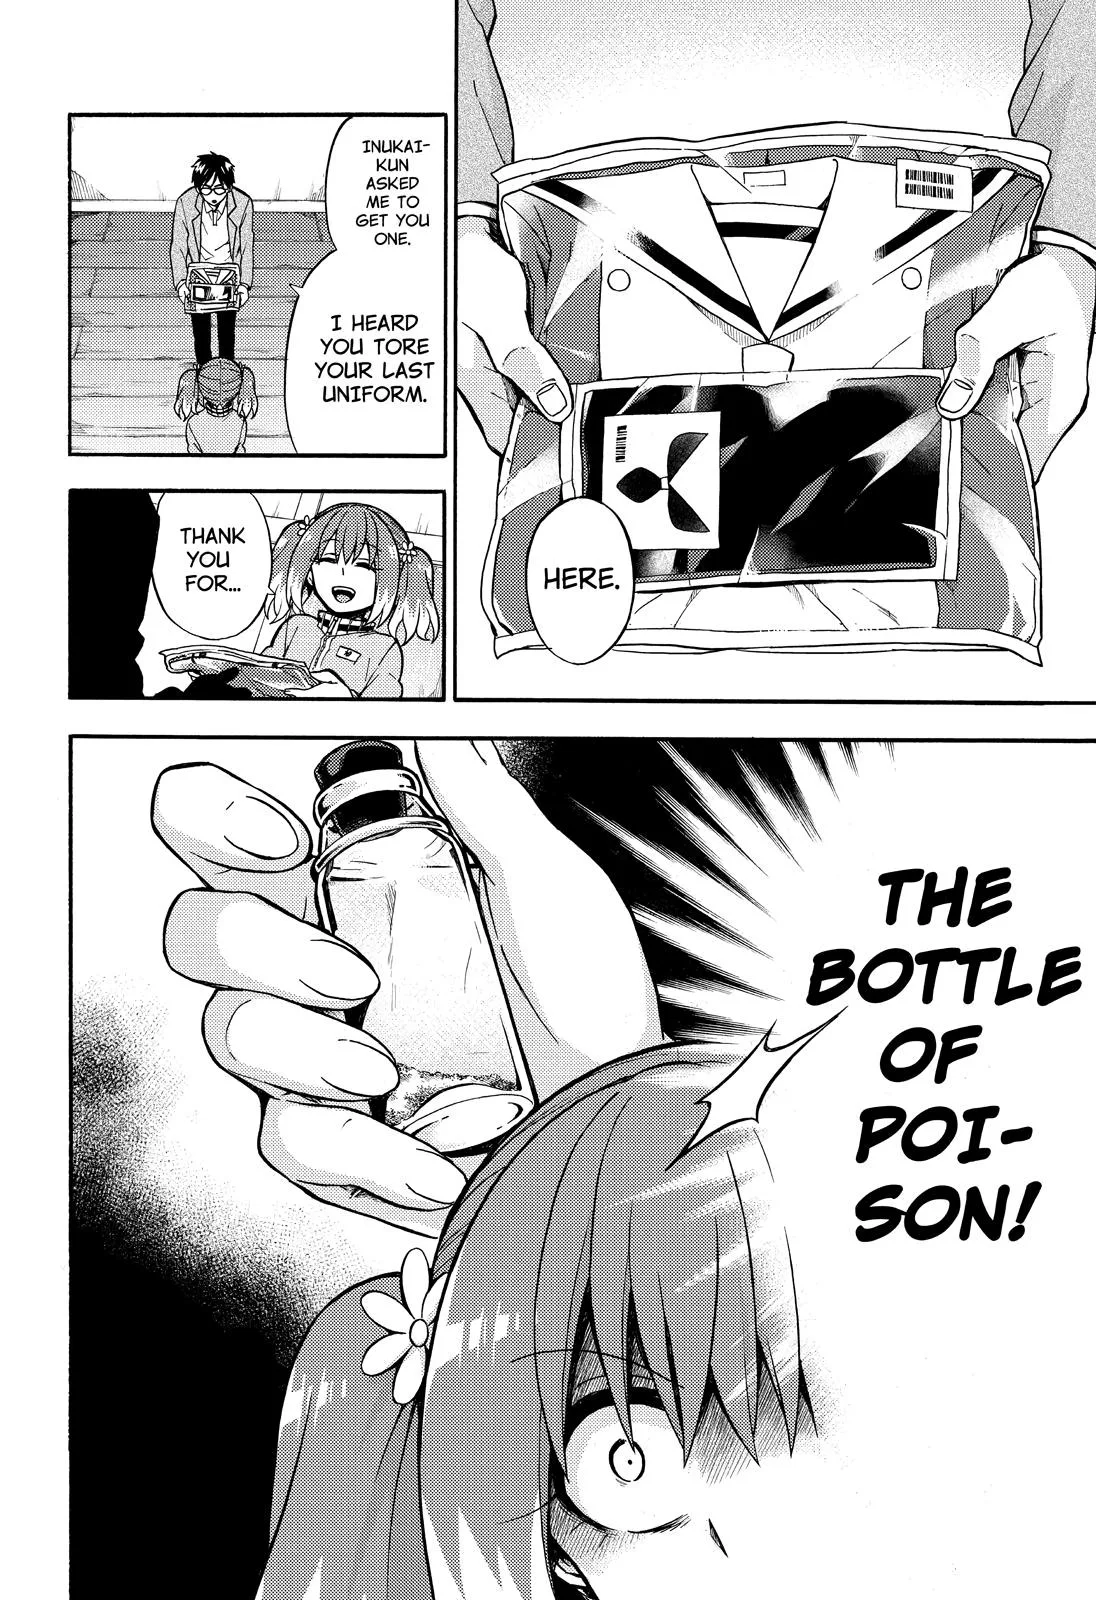 HERE.
INUKAI-
KUN
ASKED
ME TO
GET YOU
ONE.
I HEARD
YOU TORE
YOUR LAST
UNIFORM.
THANK
YOU
FOR...
THE
BOTTLE
OF
POI-
SON!